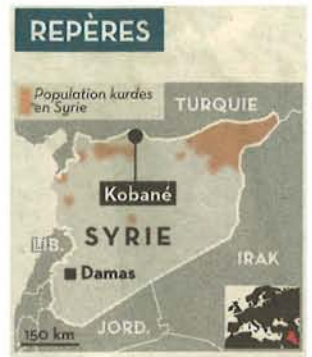 REPÈRES
Population kurdes
en Syrie
TURQUIE
Kobané
LIB.
SYRIE
IRAK
Damas
JORD.
150 km